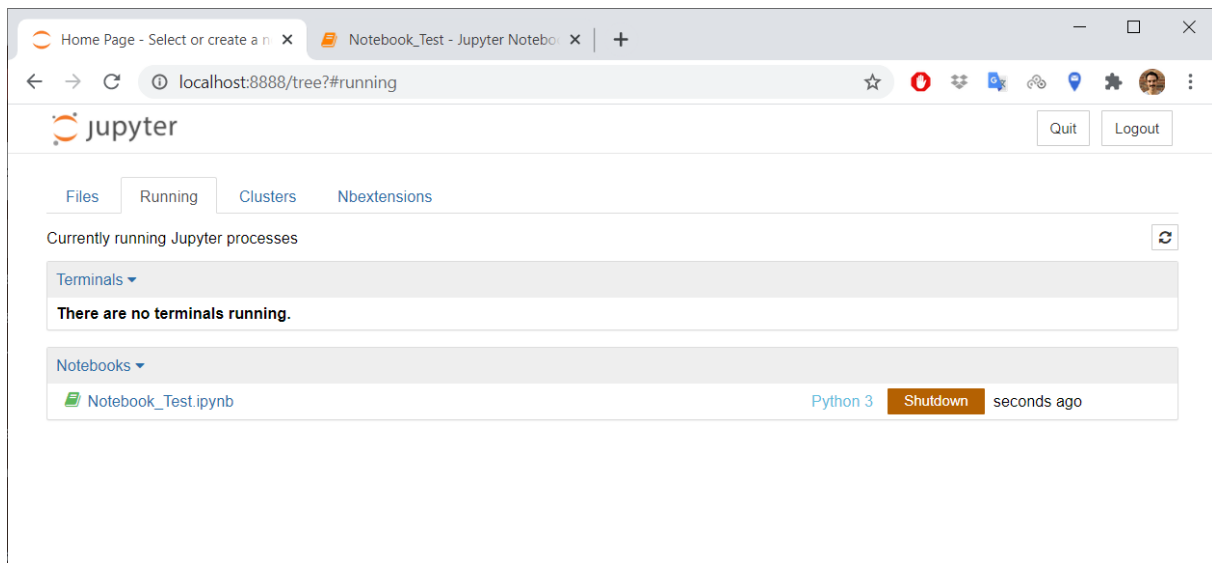 Home Page - Select or create a n
Notebook_Test - Jupyter Notebo
localhost:8888/tree?#running
jupyter
Quit
Logout
Files
Running
Clusters
Nbextensions
Currently running Jupyter processes
Terminals
There are no terminals running.
Notebooks
Notebook_Test.ipynb
Python 3
Shutdown
seconds ago